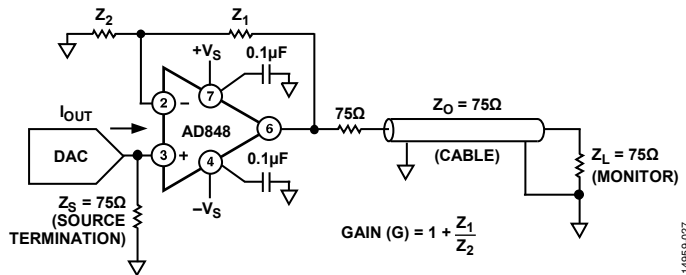 Z2
Z1
+VS
0.1µF
7
IOUT
2
–
AD848
6
75Ω
ZO = 75Ω
(CABLE)
DAC
3
+
4
0.1µF
–VS
ZS = 75Ω
(SOURCE
TERMINATION)
ZL = 75Ω
(MONITOR)
GAIN (G) = 1 + Z1
Z2
14959-027